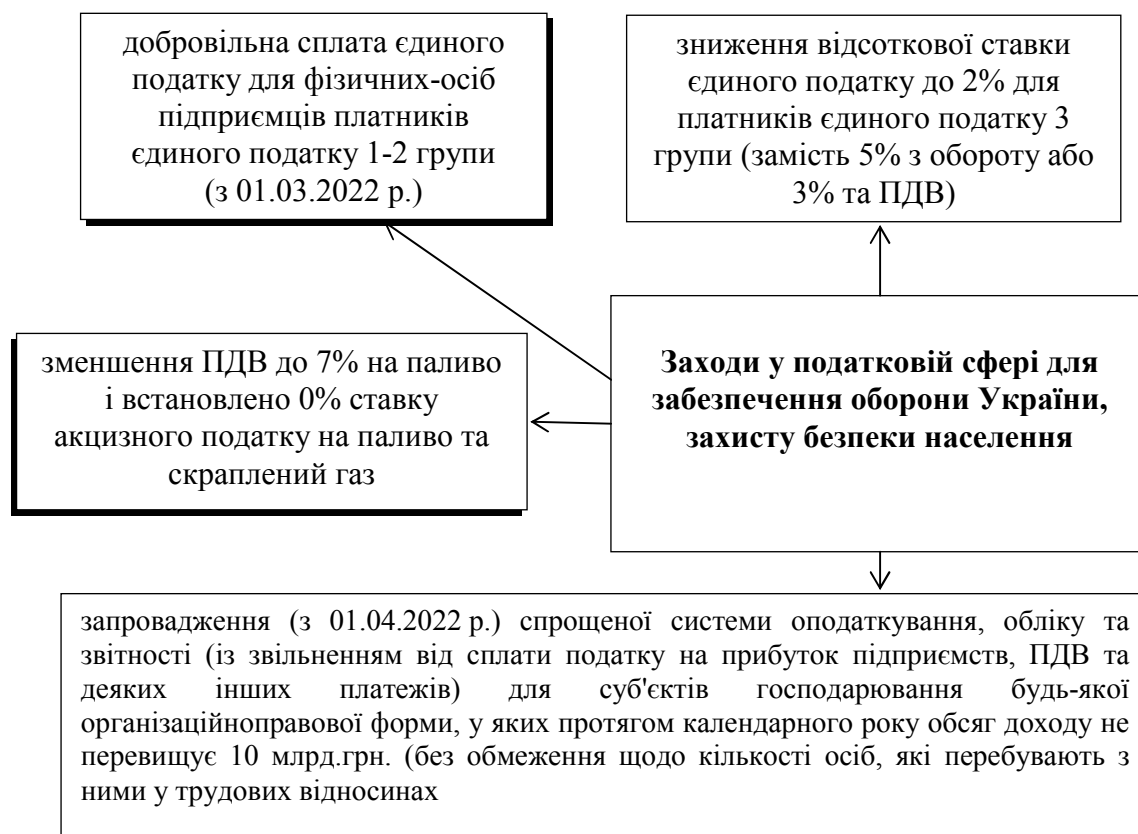 добровільна сплата єдиного
податку для фізичних-осіб
підприємців платників
єдиного податку 1-2 групи
(з 01.03.2022 р.)
зниження відсоткової ставки
єдиного податку до 2% для
платників єдиного податку 3
групи (замість 5% з обороту або
3% та ПДВ)
зменшення ПДВ до 7% на паливо
і встановлено 0% ставку
акцизного податку на паливо та
скраплений газ
Заходи у податковій сфері для
забезпечення оборони України,
захисту безпеки населення
запровадження (з 01.04.2022 р.) спрощеної системи оподаткування, обліку та
звітності (із звільненням від сплати податку на прибуток підприємств, ПДВ та
деяких інших платежів) для суб'єктів господарювання будь-якої
організаційноправової форми, у яких протягом календарного року обсяг доходу не
перевищує 10 млрд.грн. (без обмеження щодо кількості осіб, які перебувають з
ними у трудових відносинах